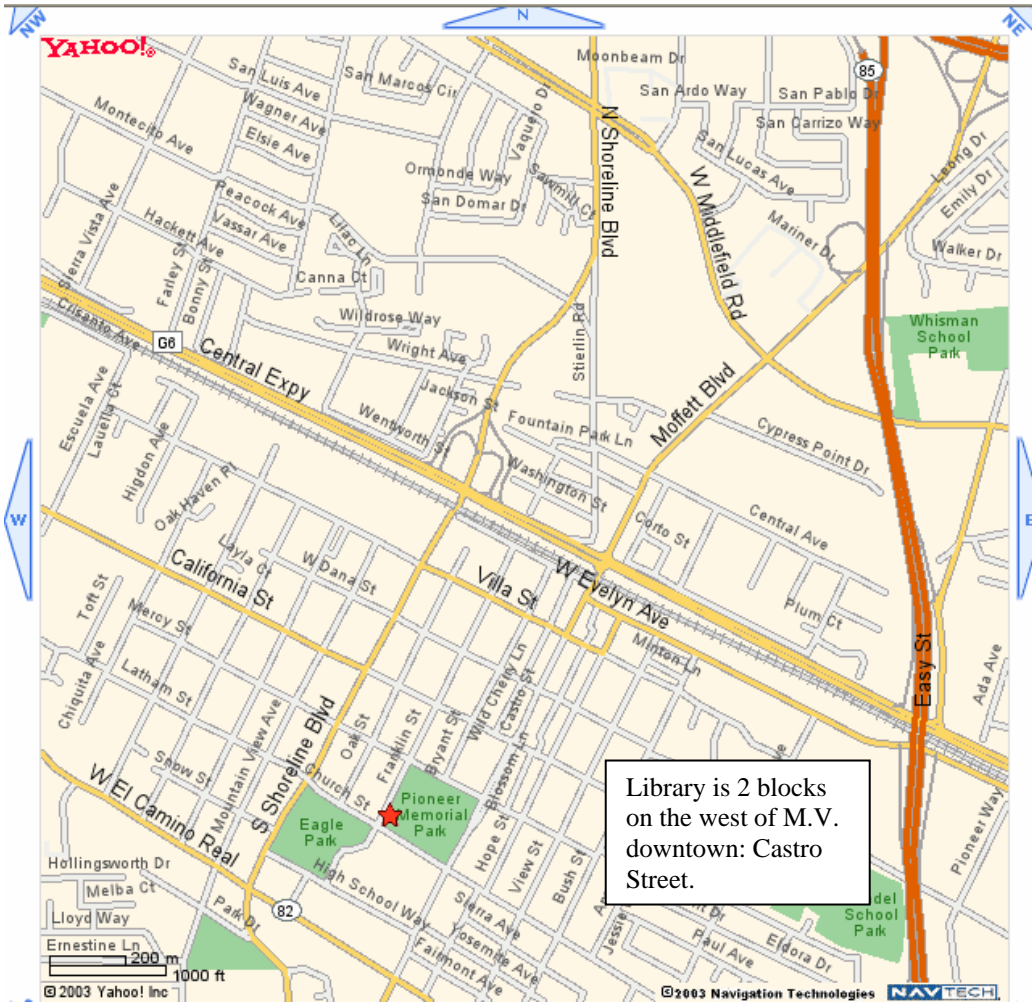 NW
N
NE
YAHOO!
Moonbeam Dr
85
San Marcos Cir
San Luis Ave
San Ardo Way
San Pablo Dr
Vaquero Dr
Wagner Ave
Montecito Ave
N Shoreline Blvd
San Carrizo Way
Elsie Ave
Leong Dr
Ormonde Way
San Lucas Ave
Sawmill Ct
W Middlefield Rd
Emily Dr
Peacock Ave
San Domar Dr
Sierra Vista Ave
Hackett Ave
Vassar Ave
Lilac Ln
Mariner Dr
Walker Dr
Farley St
Bonny St
Canna Ct
Crisanto Ave
Wildrose Way
Stierlin Rd
Whisman
School
Park
G6
Central Expy
Wright Ave
Jackson St
Moffett Blvd
Escuela Ave
Lauella Ct
Wentworth St
Fountain Park Ln
Cypress Point Dr
Higdon Ave
Washington St
Oak Haven Pl
W
E
Central Ave
Corto St
California St
Layla Ct
W Dana St
Villa St
W Evelyn Ave
Toft St
Mercy St
Plum Ct
Minton Ln
Chiquita Ave
Latham St
Wild Cherry Ln
Castro St
Easy St
Ada Ave
Mountain View Ave
S Shoreline Blvd
Oak St
Franklin St
Bryant St
Blossom Ln
Snow St
Church St
W El Camino Real
Pioneer
Memorial
Park
Eagle
Park
Library is 2 blocks
on the west of M.V.
downtown: Castro
Street.
Pioneer Way
Hope St
View St
Bush St
Hollingsworth Dr
Melba Ct
High School Way
82
Park Dr
Lloyd Way
Sierra Ave
Jessie
del
School
Park
Ernestine Ln
Yosemite Ave
Fairmont Ave
Paul Ave
Eldora Dr
200 m
1000 ft
©2003 Yahoo! Inc
©2003 Navigation Technologies
NAVTECH